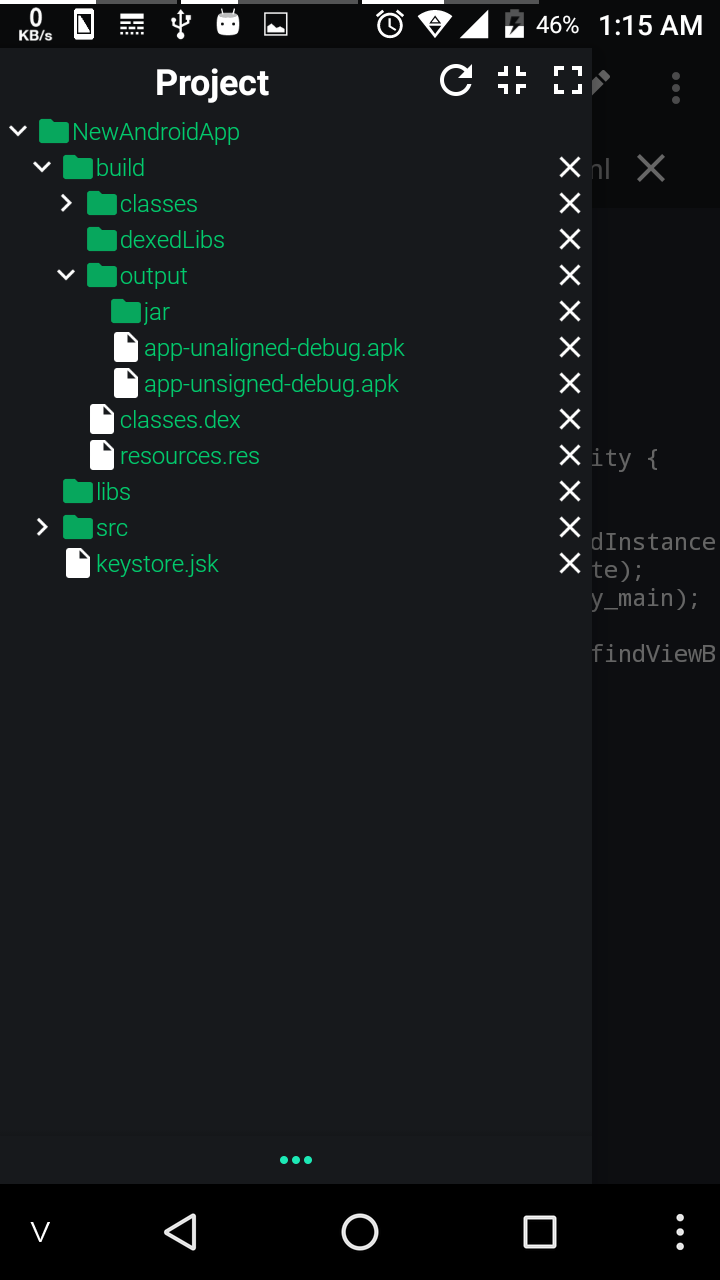 0
KB/s
46%
1:15 AM
Project
NewAndroidApp
build
classes
dexedLibs
output
jar
app-unaligned-debug.apk
app-unsigned-debug.apk
classes.dex
resources.res
libs
src
keystore.jsk
nl
ity {
dInstance
te);
y_main);
findViewB